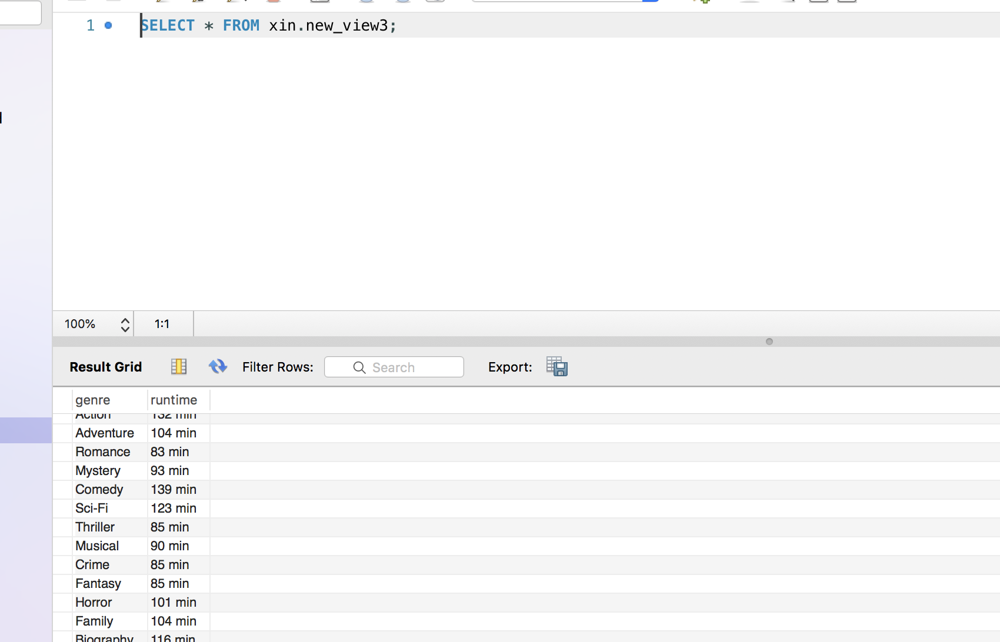 1 SELECT * FROM xin.new_view3;
100% 1:1
Result Grid Filter Rows: Search Export:
genre runtime
Action 132 min
Adventure 104 min
Romance 83 min
Mystery 93 min
Comedy 139 min
Sci-Fi 123 min
Thriller 85 min
Musical 90 min
Crime 85 min
Fantasy 85 min
Horror 101 min
Family 104 min
Biography 116 min